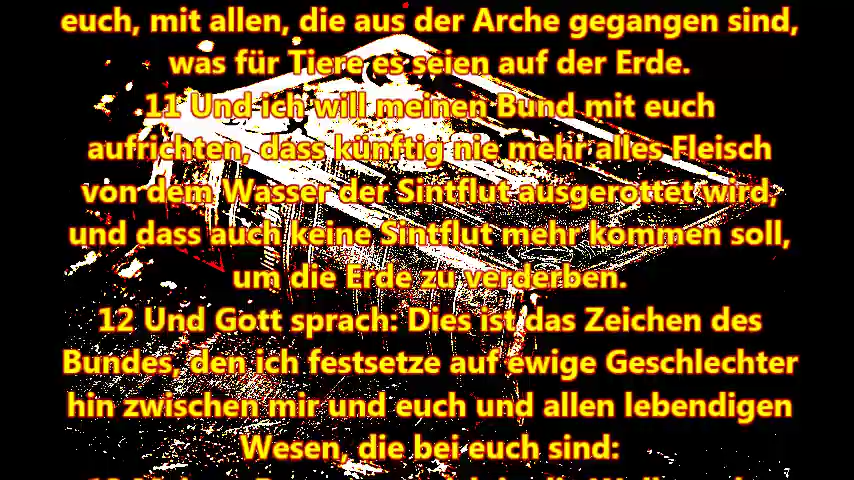 euch, mit allen, die aus der Arche gegangen sind,
was für Tiere es seien auf der Erde.
11 Und ich will meinen Bund mit euch
aufrichten, dass künftig nie mehr alles Fleisch
von dem Wasser der Sintflut ausgerottet wird,
und dass auch keine Sintflut mehr kommen soll,
um die Erde zu verderben.
12 Und Gott sprach: Dies ist das Zeichen des
Bundes, den ich festsetze auf ewige Geschlechter
hin zwischen mir und euch und allen lebendigen
Wesen, die bei euch sind: